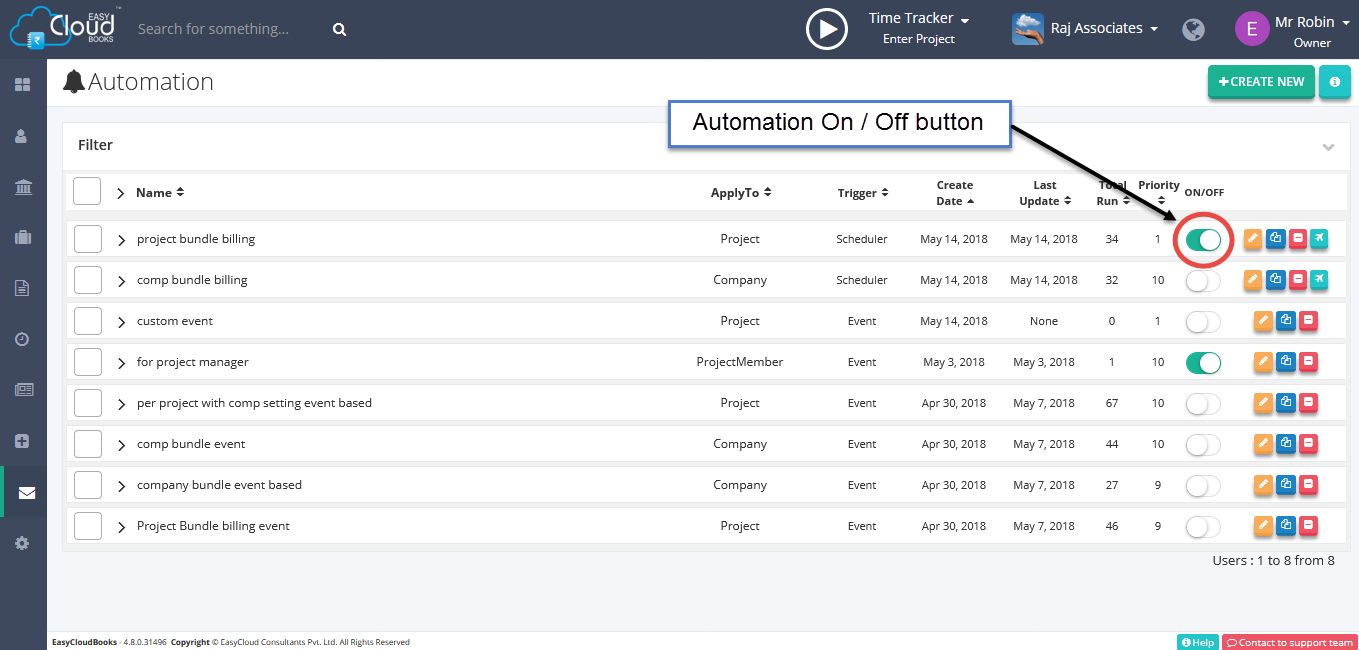 EASY
Cloud
BOOKS
™
Search for something...
Time Tracker
Enter Project
Raj Associates
E
Mr Robin
Owner
Automation
+CREATE NEW
Automation On / Off button
Filter
Name ApplyTo Trigger Create Date Last Update Total Run Priority ON/OFF
project bundle billing Project Scheduler May 14, 2018 May 14, 2018 34 1
comp bundle billing Company Scheduler May 14, 2018 May 14, 2018 32 10
custom event Project Event May 14, 2018 None 0 1
for project manager ProjectMember Event May 3, 2018 May 3, 2018 1 10
per project with comp setting event based Project Event Apr 30, 2018 May 7, 2018 67 10
comp bundle event Company Event Apr 30, 2018 May 7, 2018 44 10
company bundle event based Company Event Apr 30, 2018 May 7, 2018 27 9
Project Bundle billing event Project Event Apr 30, 2018 May 7, 2018 46 9
Users : 1 to 8 from 8
EasyCloudBooks - 4.8.0.31496 Copyright © EasyCloud Consultants Pvt. Ltd. All Rights Reserved
Help
Contact to support team